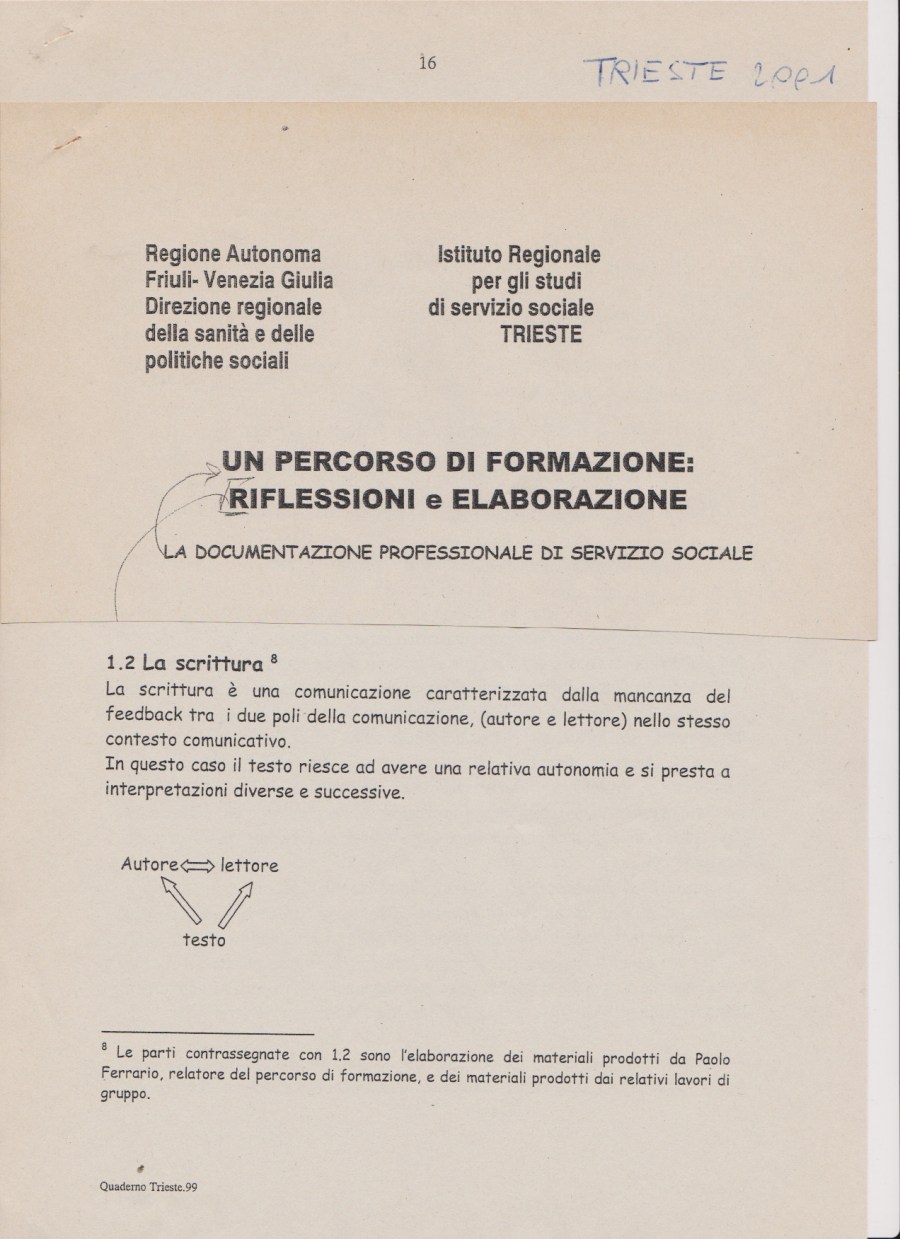 16
TRIESTE 2001
Regione Autonoma
Friuli- Venezia Giulia
Direzione regionale
della sanità e delle
politiche sociali
Istituto Regionale
per gli studi
di servizio sociale
TRIESTE
UN PERCORSO DI FORMAZIONE:
RIFLESSIONI e ELABORAZIONE
LA DOCUMENTAZIONE PROFESSIONALE DI SERVIZIO SOCIALE
1.2 La scrittura ⁸
La scrittura è una comunicazione caratterizzata dalla mancanza del
feedback tra i due poli della comunicazione, (autore e lettore) nello stesso
contesto comunicativo.
In questo caso il testo riesce ad avere una relativa autonomia e si presta a
interpretazioni diverse e successive.
Autore⇔lettore
testo
⁸ Le parti contrassegnate con 1.2 sono l'elaborazione dei materiali prodotti da Paolo
Ferrario, relatore del percorso di formazione, e dei materiali prodotti dai relativi lavori di
gruppo.
Quaderno Trieste.99